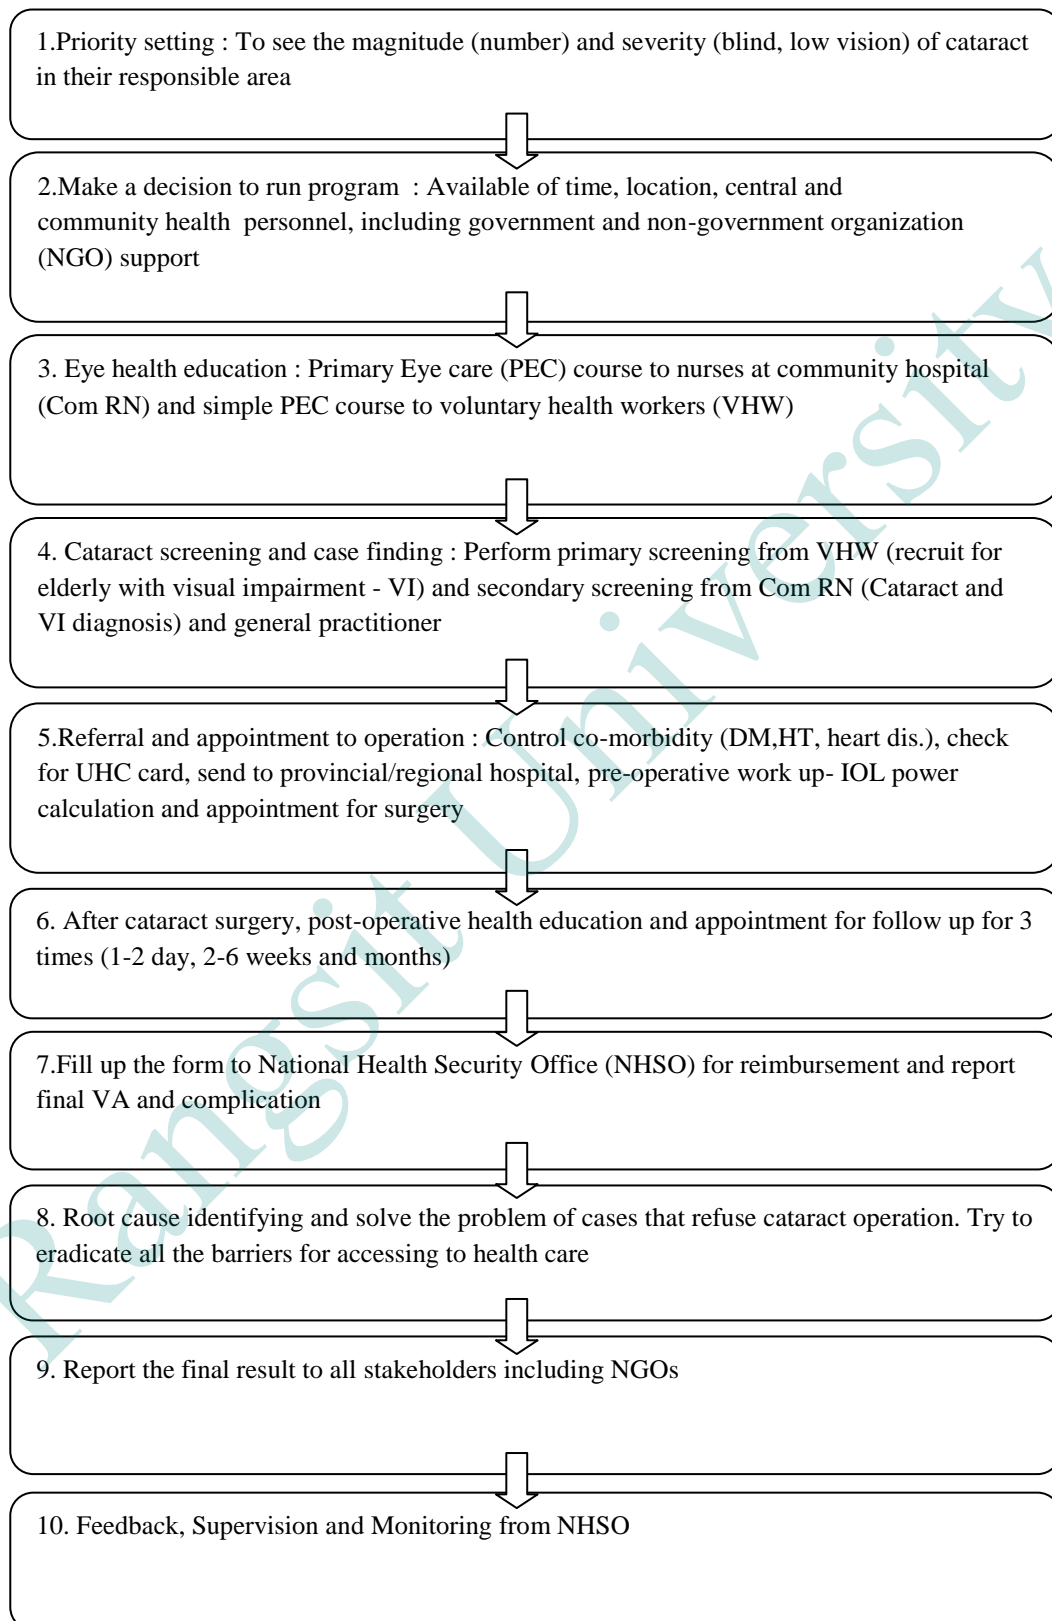 1.Priority setting : To see the magnitude (number) and severity (blind, low vision) of cataract
in their responsible area
2.Make a decision to run program : Available of time, location, central and
community health personnel, including government and non-government organization
(NGO) support
3. Eye health education : Primary Eye care (PEC) course to nurses at community hospital
(Com RN) and simple PEC course to voluntary health workers (VHW)
4. Cataract screening and case finding : Perform primary screening from VHW (recruit for
elderly with visual impairment - VI) and secondary screening from Com RN (Cataract and
VI diagnosis) and general practitioner
5.Referral and appointment to operation : Control co-morbidity (DM,HT, heart dis.), check
for UHC card, send to provincial/regional hospital, pre-operative work up- IOL power
calculation and appointment for surgery
6. After cataract surgery, post-operative health education and appointment for follow up for 3
times (1-2 day, 2-6 weeks and months)
7.Fill up the form to National Health Security Office (NHSO) for reimbursement and report
final VA and complication
8. Root cause identifying and solve the problem of cases that refuse cataract operation. Try to
eradicate all the barriers for accessing to health care
9. Report the final result to all stakeholders including NGOs
10. Feedback, Supervision and Monitoring from NHSO
Rangsit University